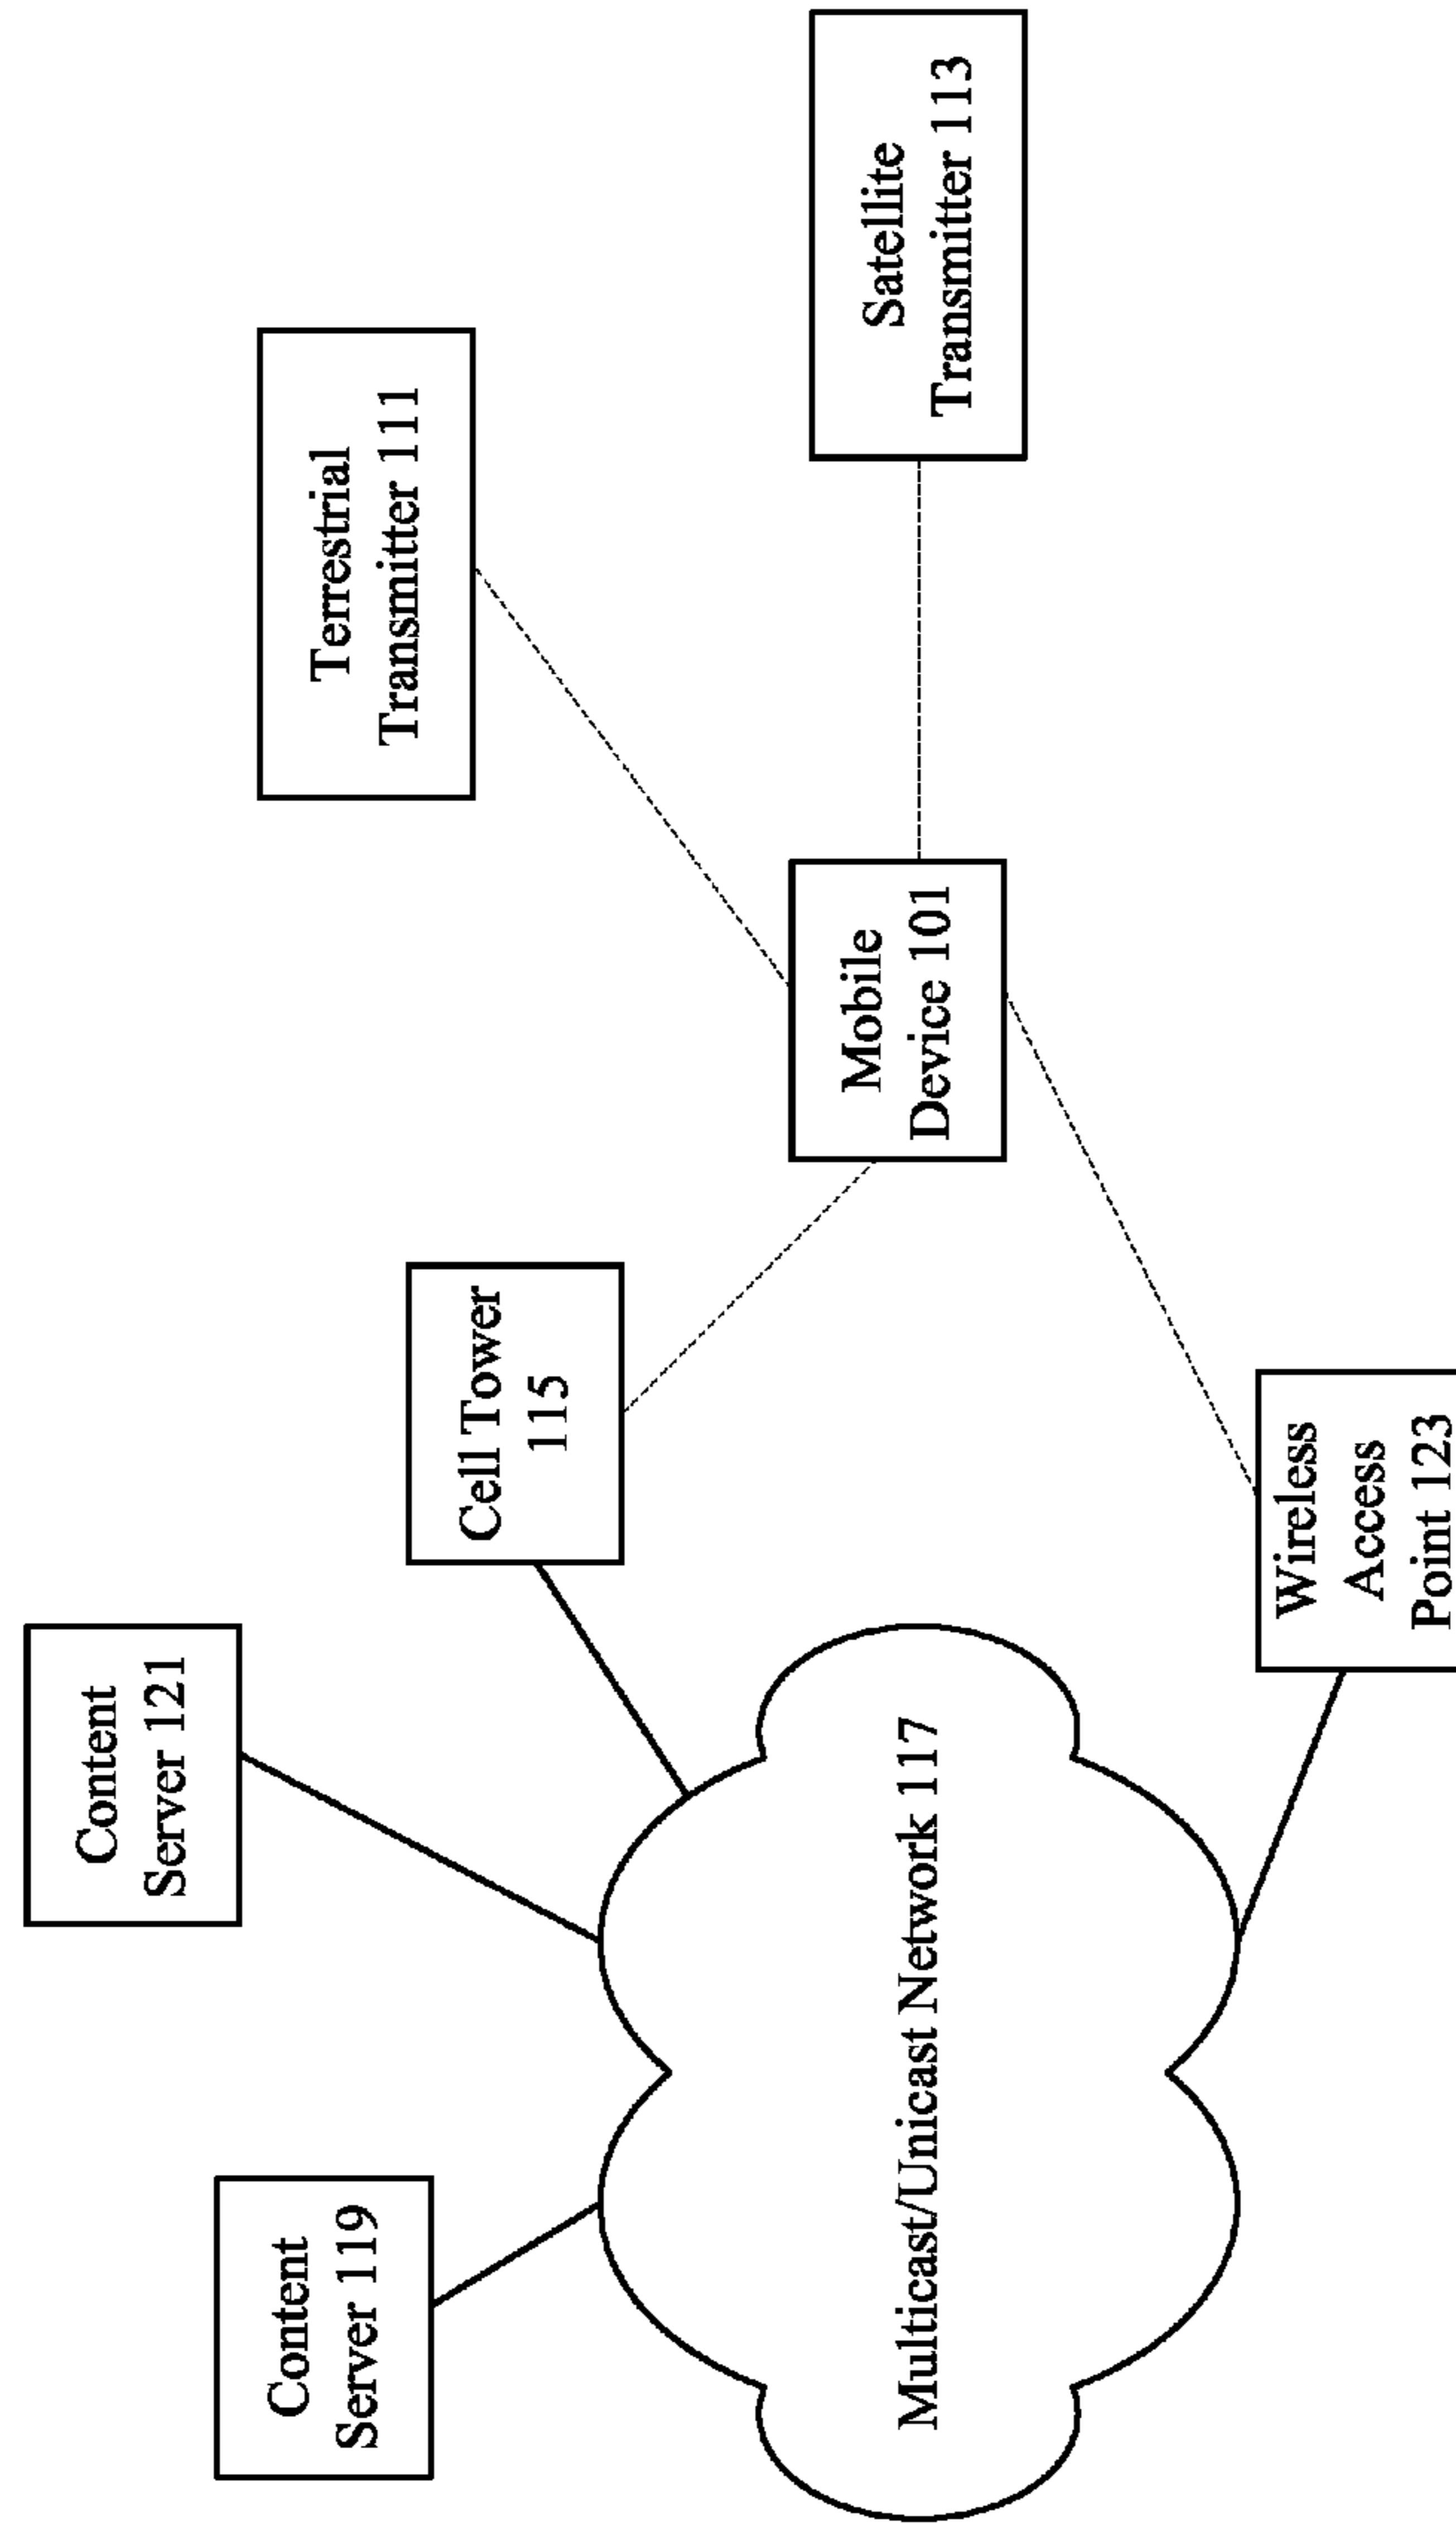 Content
Server 121
Content
Server 119
Terrestrial
Transmitter 111
Cell Tower
115
Mobile
Device 101
Satellite
Transmitter 113
Multicast/Unicast Network 117
Wireless
Access
Point 123